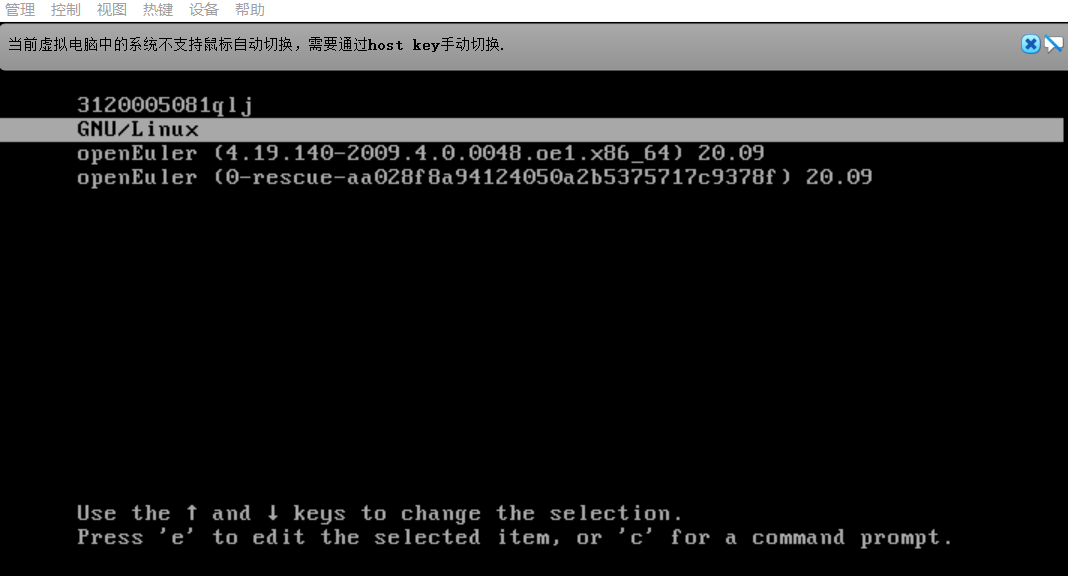 管理 控制 视图 热键 设备 帮助
当前虚拟电脑中的系统不支持鼠标自动切换，需要通过host key手动切换.
3120005081qlj
GNU/Linux
openEuler (4.19.140-2009.4.0.0048.oe1.x86_64) 20.09
openEuler (0-rescue-aa028f8a94124050a2b5375717c9378f) 20.09
Use the ↑ and ↓ keys to change the selection.
Press 'e' to edit the selected item, or 'c' for a command prompt.